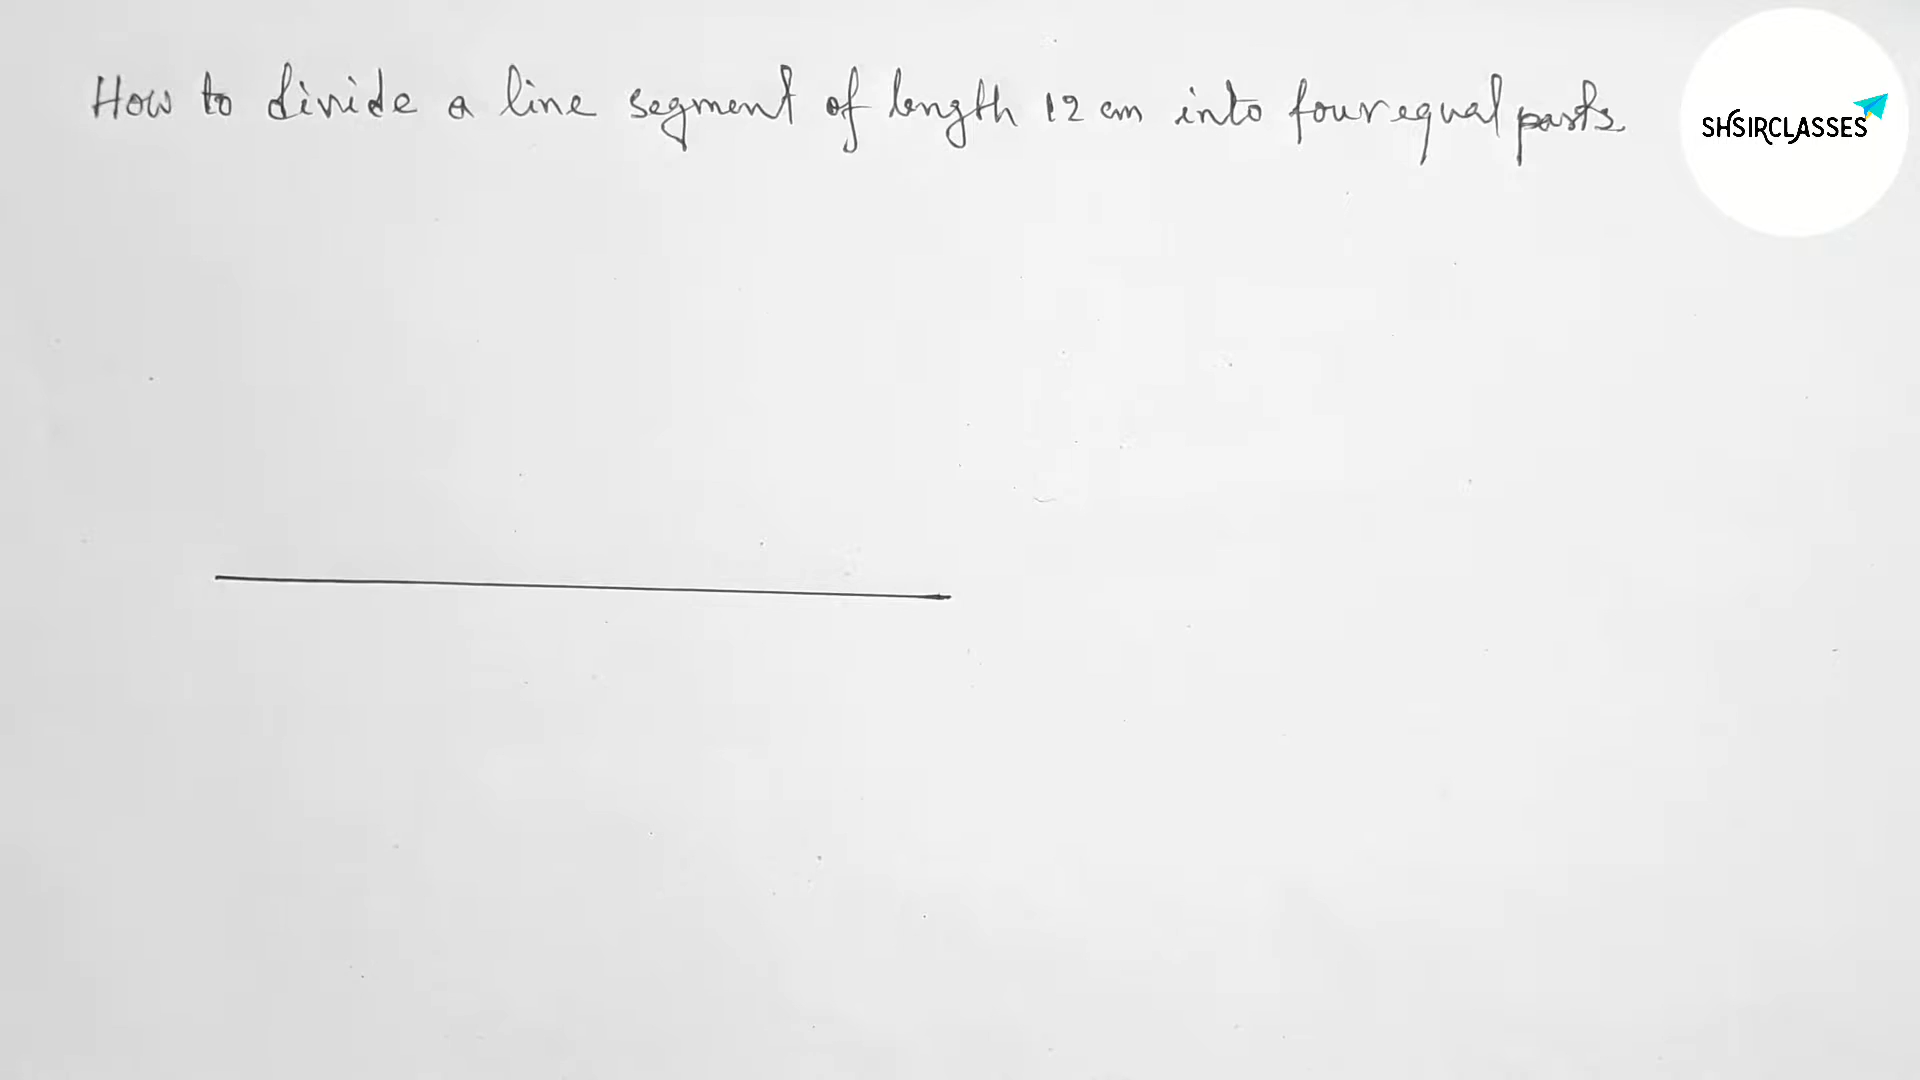 How to divide a line segment of length 12 cm into four equal parts.
SHSIRCLASSES